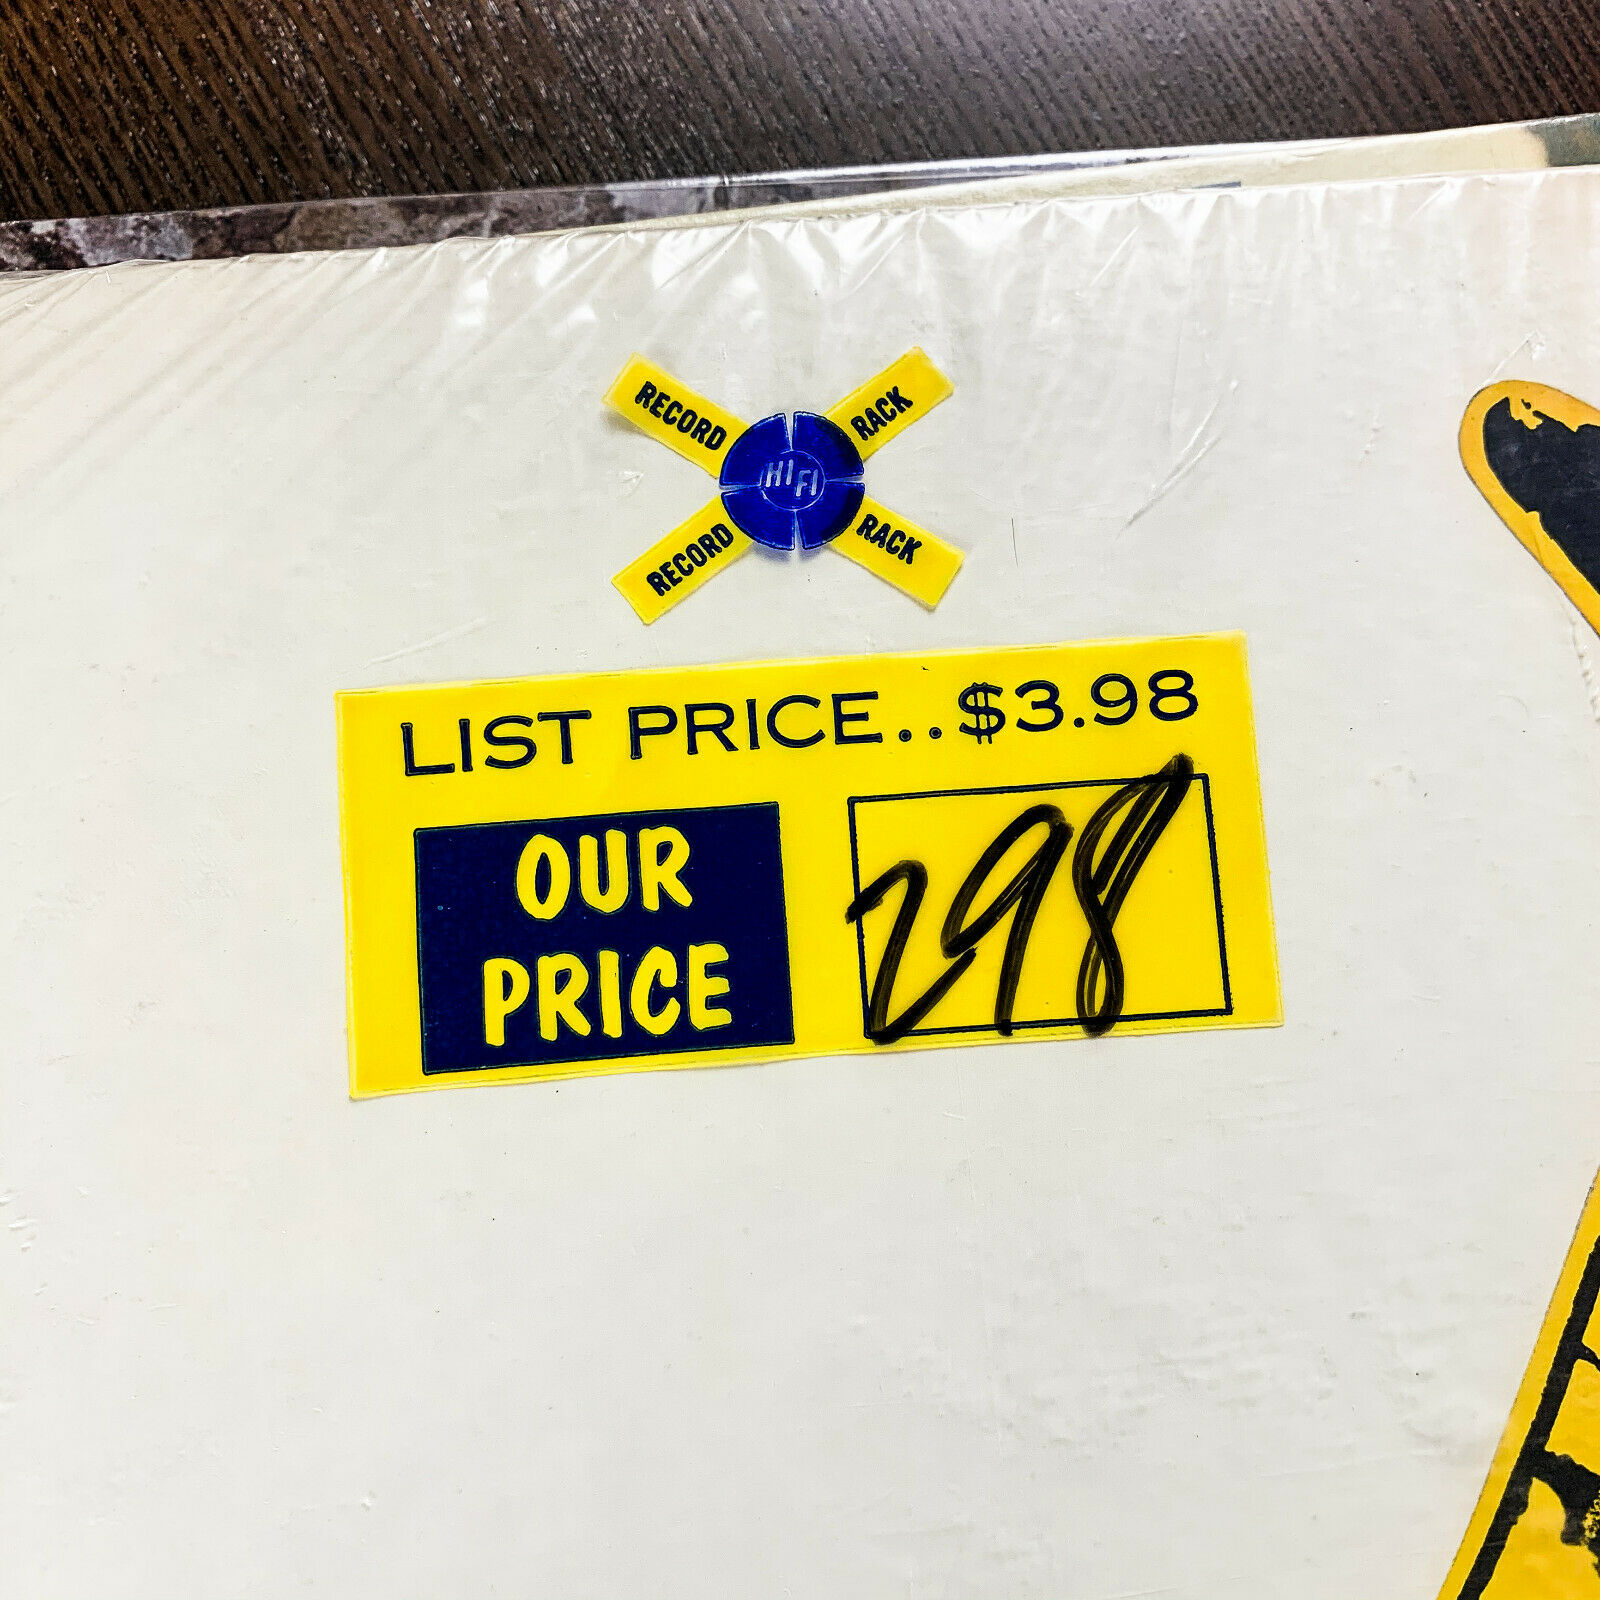 RECORD RACK
HI FI
RECORD RACK
LIST PRICE..$3.98
OUR
PRICE
298